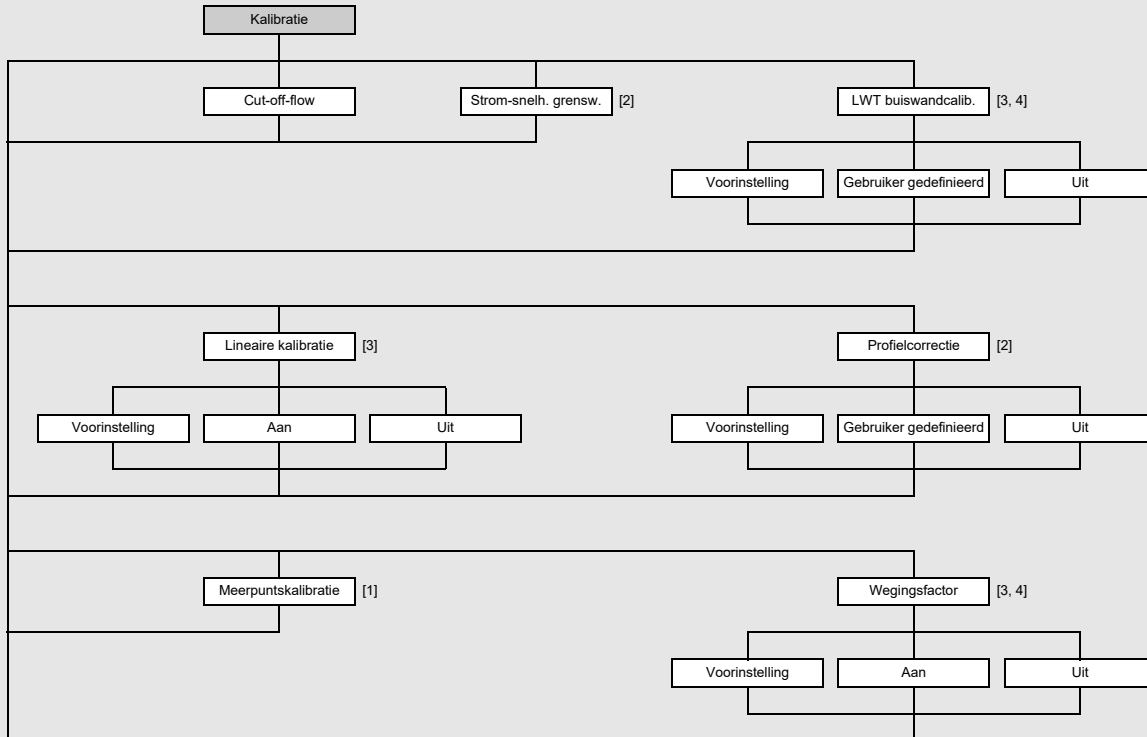 Kalibratie
Cut-off-flow
Strom-snelh. grensw. [2]
LWT buiswandcalib. [3, 4]
Voorinstelling
Gebruiker gedefinieerd
Uit
Lineaire kalibratie [3]
Profielcorrectie [2]
Voorinstelling
Aan
Uit
Voorinstelling
Gebruiker gedefinieerd
Uit
Meerpuntskalibratie [1]
Wegingsfactor [3, 4]
Voorinstelling
Aan
Uit